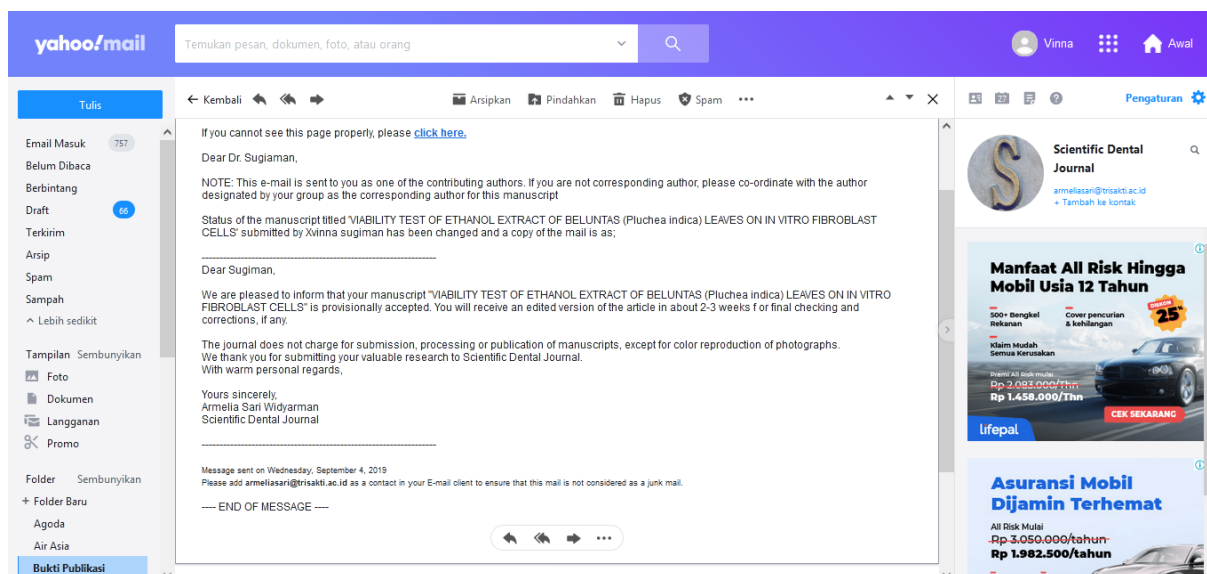 yahoo!mail
Temukan pesan, dokumen, foto, atau orang
Vinna
Awal
Tulis
Kembali
Arsipkan
Pindahkan
Hapus
Spam
Pengaturan
Email Masuk 757
Belum Dibaca
Berbintang
Draft 66
Terkirim
Arsip
Spam
Sampah
Lebih sedikit
Tampilan Sembunyikan
Foto
Dokumen
Langganan
Promo
Folder Sembunyikan
+ Folder Baru
Agoda
Air Asia
Bukti Publikasi
If you cannot see this page properly, please click here.
Dear Dr. Sugiaman,
NOTE: This e-mail is sent to you as one of the contributing authors. If you are not corresponding author, please co-ordinate with the author
designated by your group as the corresponding author for this manuscript
Status of the manuscript titled 'VIABILITY TEST OF ETHANOL EXTRACT OF BELUNTAS (Pluchea indica) LEAVES ON IN VITRO FIBROBLAST
CELLS' submitted by Xvinna sugiman has been changed and a copy of the mail is as;
Dear Sugiman,
We are pleased to inform that your manuscript "VIABILITY TEST OF ETHANOL EXTRACT OF BELUNTAS (Pluchea indica) LEAVES ON IN VITRO
FIBROBLAST CELLS" is provisionally accepted. You will receive an edited version of the article in about 2-3 weeks f or final checking and
corrections, if any.
The journal does not charge for submission, processing or publication of manuscripts, except for color reproduction of photographs.
We thank you for submitting your valuable research to Scientific Dental Journal.
With warm personal regards,
Yours sincerely,
Armelia Sari Widyarman
Scientific Dental Journal
Message sent on Wednesday, September 4, 2019
Please add armeliasari@trisakti.ac.id as a contact in your E-mail client to ensure that this mail is not considered as a junk mail.
---- END OF MESSAGE ----
S
Scientific Dental
Journal
armeliasari@trisakti.ac.id
+ Tambah ke kontak
Manfaat All Risk Hingga
Mobil Usia 12 Tahun
500+ Bengkel
Rekanan
Cover pencurian
& kehilangan
DISKON
25
Klaim Mudah
Semua Kerusakan
Premi All Risk mulai
Rp 2.083.000/Thn
Rp 1.458.000/Thn
CEK SEKARANG
lifepal
Asuransi Mobil
Dijamin Terhemat
All Risk Mulai
Rp 3.050.000/tahun
Rp 1.982.500/tahun